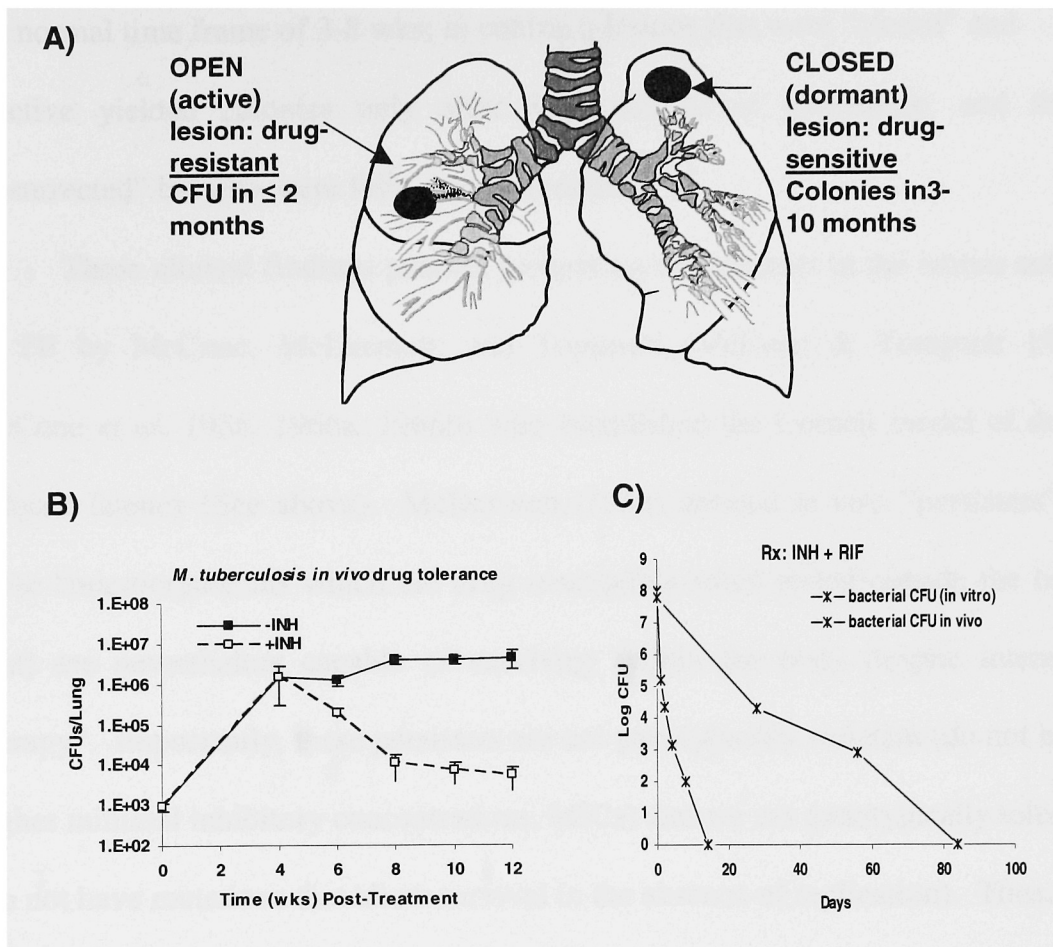 A)
OPEN
(active)
lesion: drug-
resistant
CFU in ≤ 2
months
CLOSED
(dormant)
lesion: drug-
sensitive
Colonies in3-
10 months
B)
M. tuberculosis in vivo drug tolerance
-INH
+INH
1.E+08
1.E+07
1.E+06
1.E+05
1.E+04
1.E+03
1.E+02
CFUs/Lung
0 2 4 6 8 10 12
Time (wks) Post-Treatment
C)
Rx: INH + RIF
bacterial CFU (in vitro)
bacterial CFU in vivo
9
8
7
6
5
4
3
2
1
0
Log CFU
0 20 40 60 80 100
Days